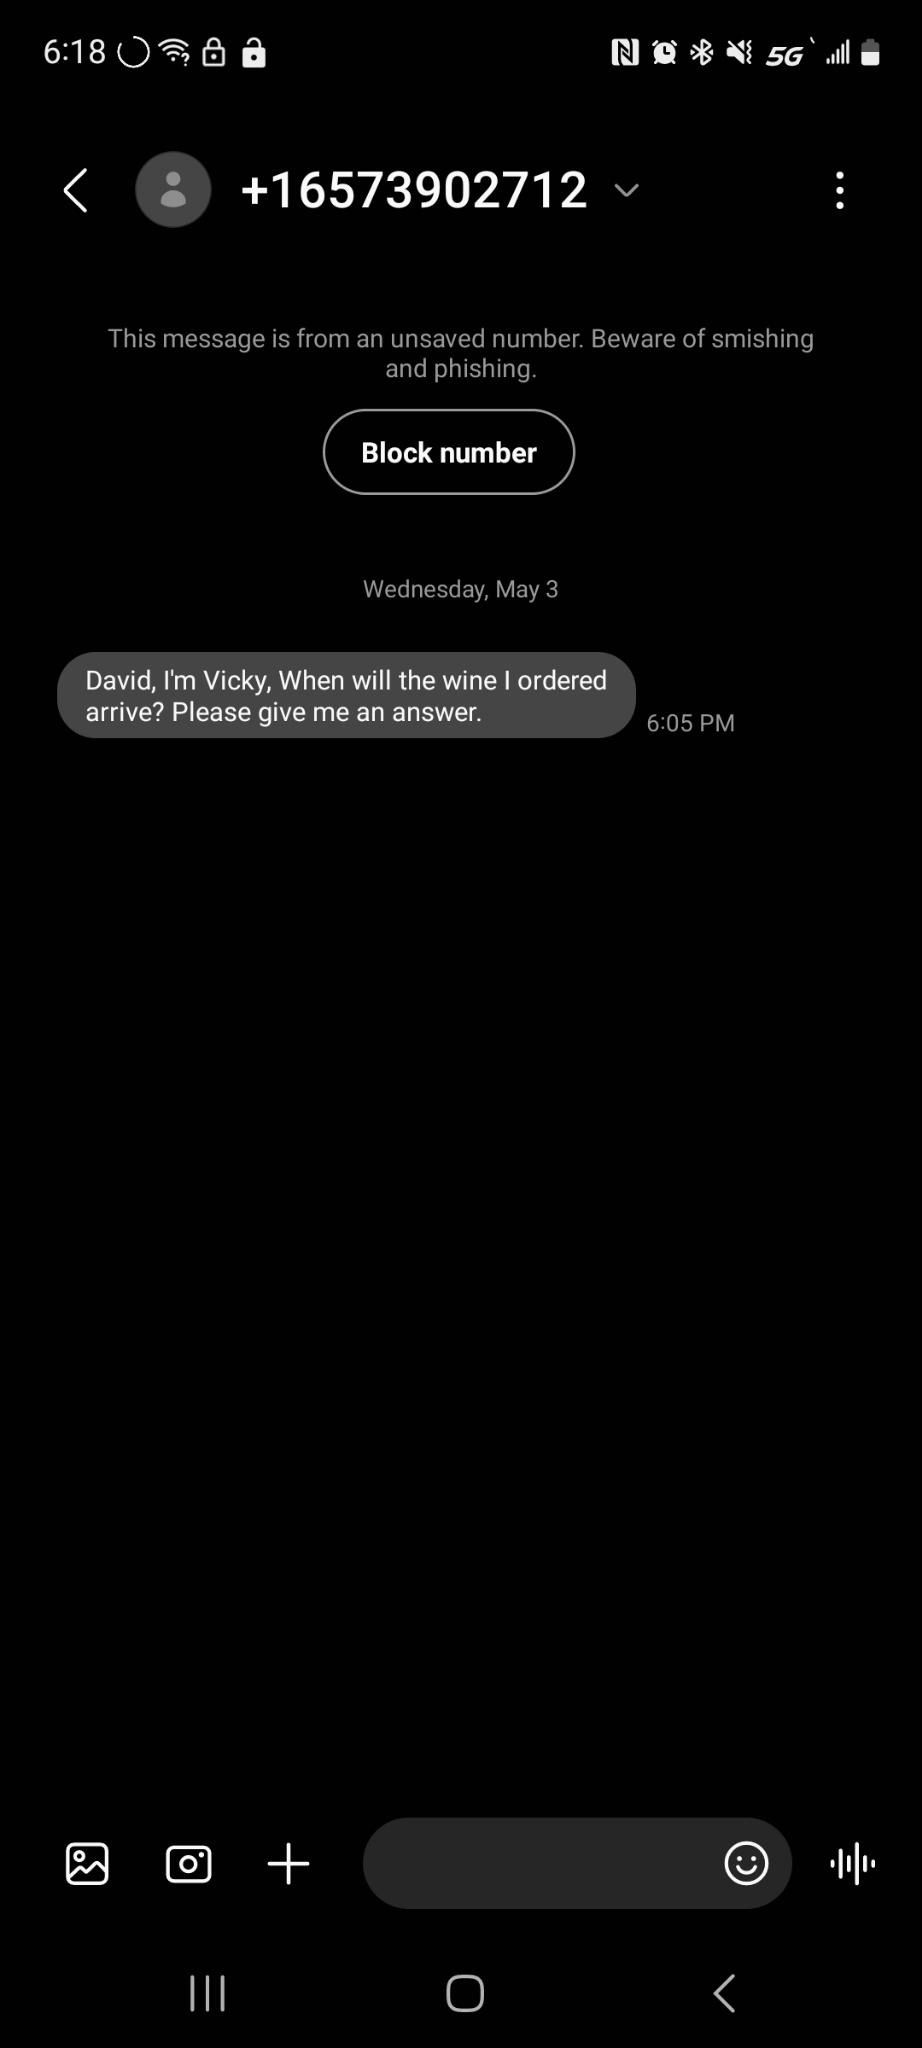 6:18 5G
+16573902712
This message is from an unsaved number. Beware of smishing
and phishing.
Block number
Wednesday, May 3
David, I'm Vicky, When will the wine I ordered
arrive? Please give me an answer.
6:05 PM